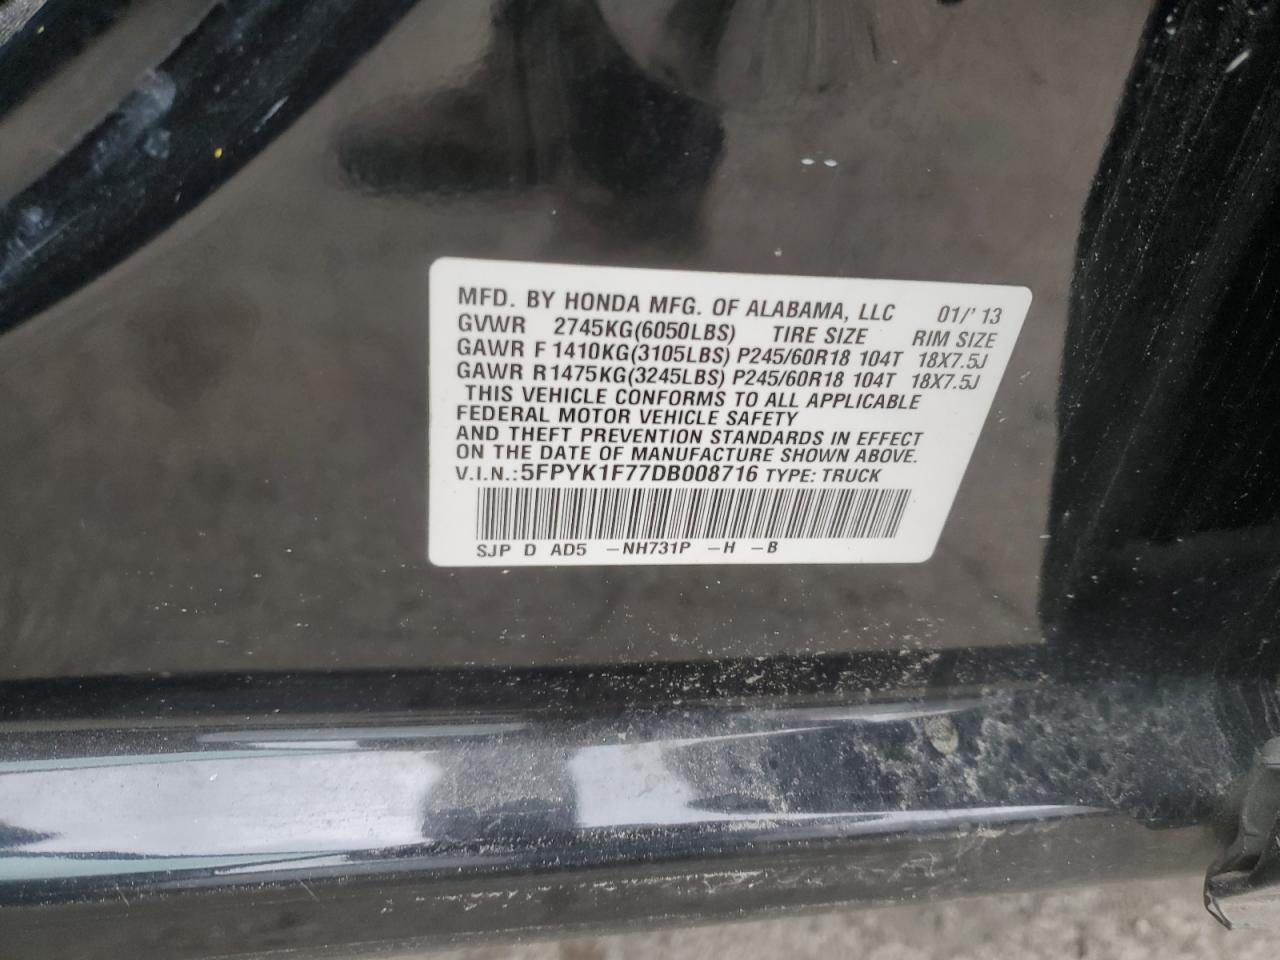 MFD. BY HONDA MFG. OF ALABAMA, LLC 01/'13
GVWR 2745KG(6050LBS) TIRE SIZE RIM SIZE
GAWR F 1410KG(3105LBS) P245/60R18 104T 18X7.5J
GAWR R1475KG(3245LBS) P245/60R18 104T 18X7.5J
THIS VEHICLE CONFORMS TO ALL APPLICABLE
FEDERAL MOTOR VEHICLE SAFETY
AND THEFT PREVENTION STANDARDS IN EFFECT
ON THE DATE OF MANUFACTURE SHOWN ABOVE.
V.I.N.: 5FPYK1F77DB008716 TYPE: TRUCK
SJP D AD5 -NH731P -H -B